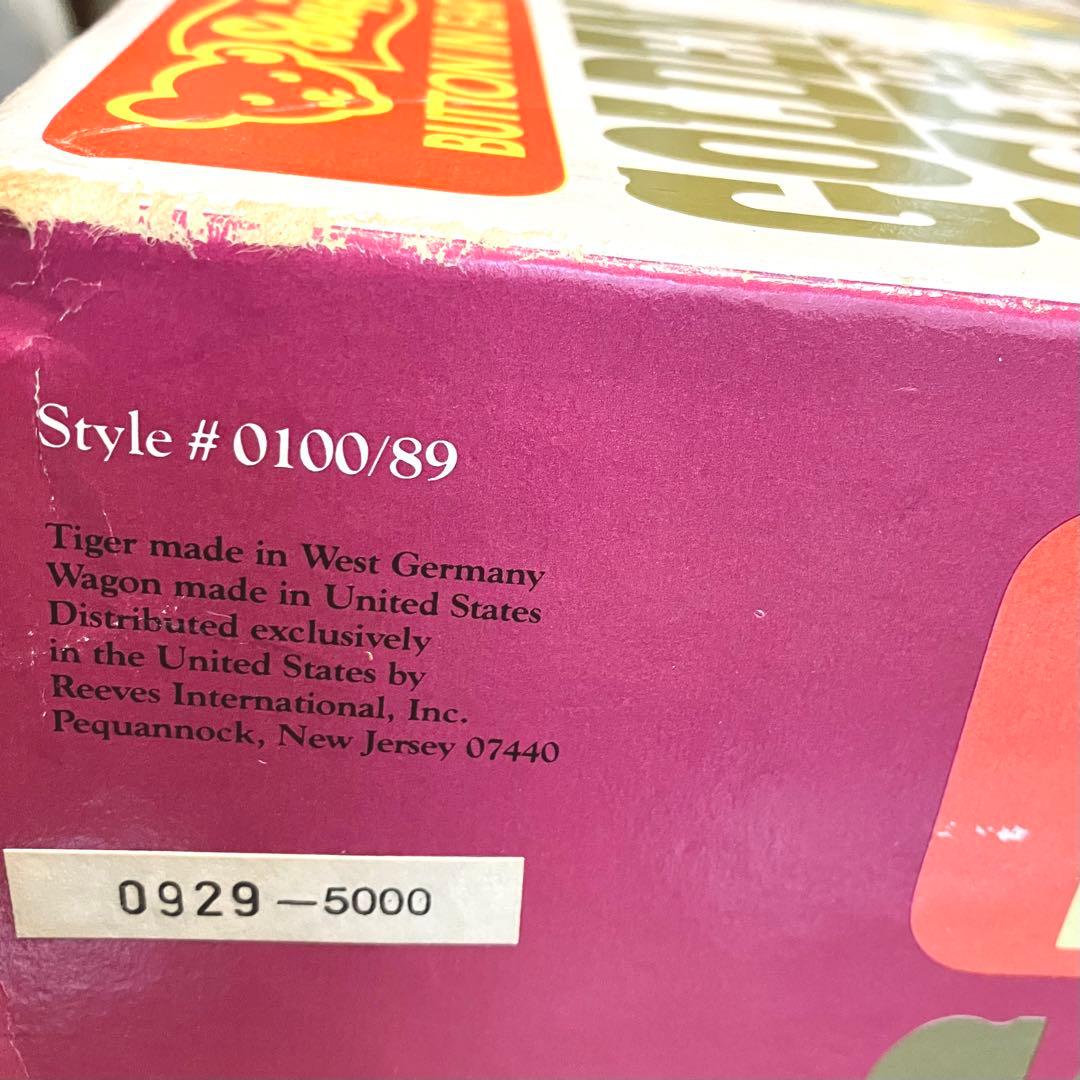 BUTTON IN EAR
GOLDEN
Style # 0100/89
Tiger made in West Germany
Wagon made in United States
Distributed exclusively
in the United States by
Reeves International, Inc.
Pequannock, New Jersey 07440
0929 — 5000